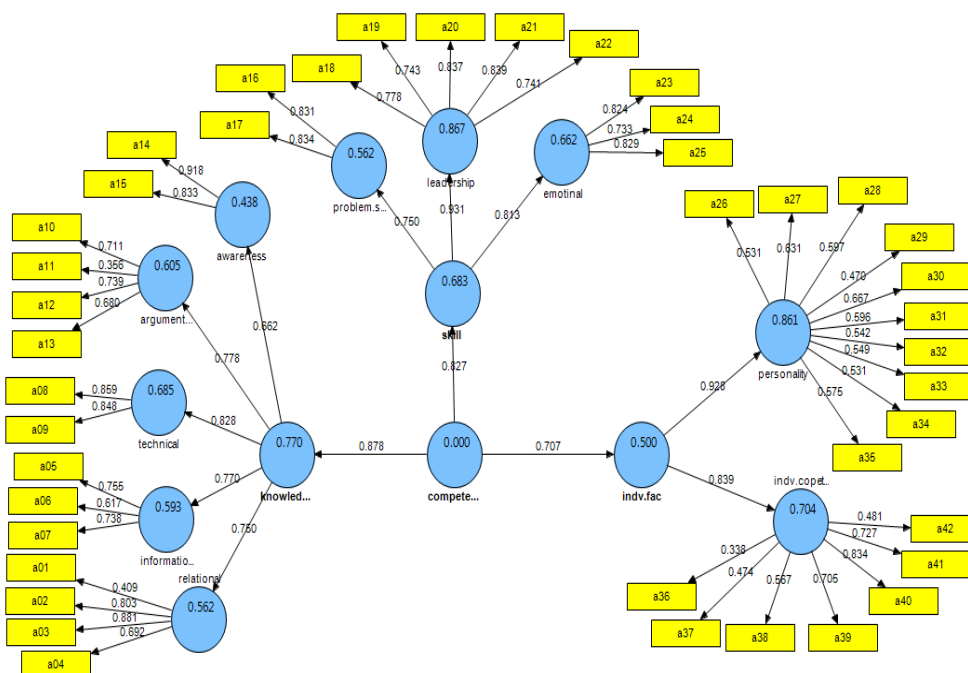 a19
a20
a21
a22
a18
a16
a17
0.743
0.837
0.839
0.741
0.778
0.867
leadership
a23
a24
a25
0.824
0.733
0.829
0.662
emotinal
0.831
0.834
0.562
problem.s...
a14
a15
0.918
0.833
0.438
awareness
0.750
0.931
0.813
0.683
skill
a10
a11
a12
a13
0.711
0.356
0.739
0.680
0.605
argument...
a26
a27
a28
a29
a30
a31
a32
a33
a34
a35
0.531
0.631
0.597
0.470
0.667
0.596
0.542
0.549
0.531
0.575
0.861
personality
0.662
0.778
0.827
0.928
a08
a09
0.859
0.848
0.685
technical
0.828
0.770
knowled...
0.878
0.000
compete...
0.707
0.500
indv.fac
a05
a06
a07
0.755
0.617
0.738
0.593
informatio...
0.770
0.750
0.839
indv.copet...
0.704
a42
a41
a40
a39
a38
a37
a36
0.481
0.727
0.834
0.705
0.567
0.474
0.338
relational
0.562
a01
a02
a03
a04
0.409
0.803
0.881
0.692